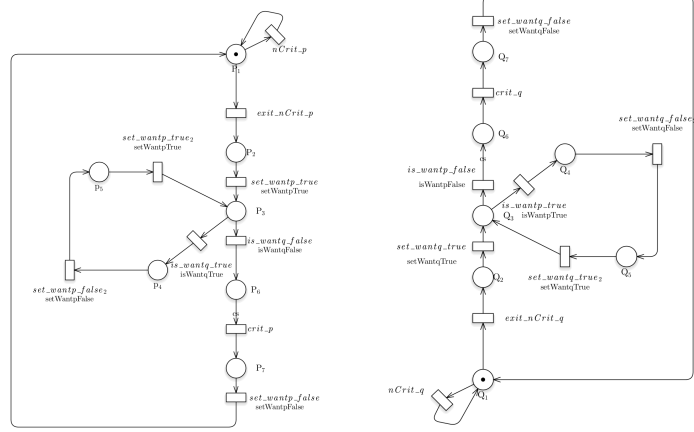 nCrit_p
P1
exit_nCrit_p
P2
set_wantp_true2
setWantpTrue
P5
set_wantp_true
setWantpTrue
P3
is_wantq_false
isWantqFalse
is_wantq_true
isWantqTrue
P4
set_wantp_false2
setWantpFalse
P6
cs
crit_p
P7
set_wantp_false
setWantpFalse
set_wantq_false
setWantqFalse
Q7
crit_q
Q6
cs
set_wantq_false2
setWantqFalse
Q4
is_wantp_false
isWantpFalse
is_wantp_true
isWantpTrue
Q3
set_wantq_true
setWantqTrue
Q5
set_wantq_true2
setWantqTrue
Q2
exit_nCrit_q
nCrit_q
Q1